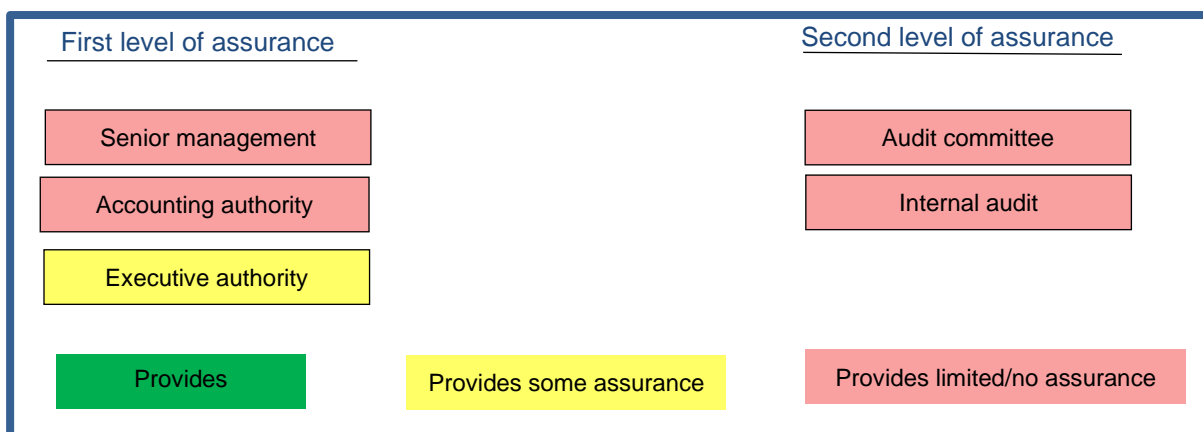 First level of assurance
Second level of assurance
Senior management
Audit committee
Accounting authority
Internal audit
Executive authority
Provides
Provides some assurance
Provides limited/no assurance